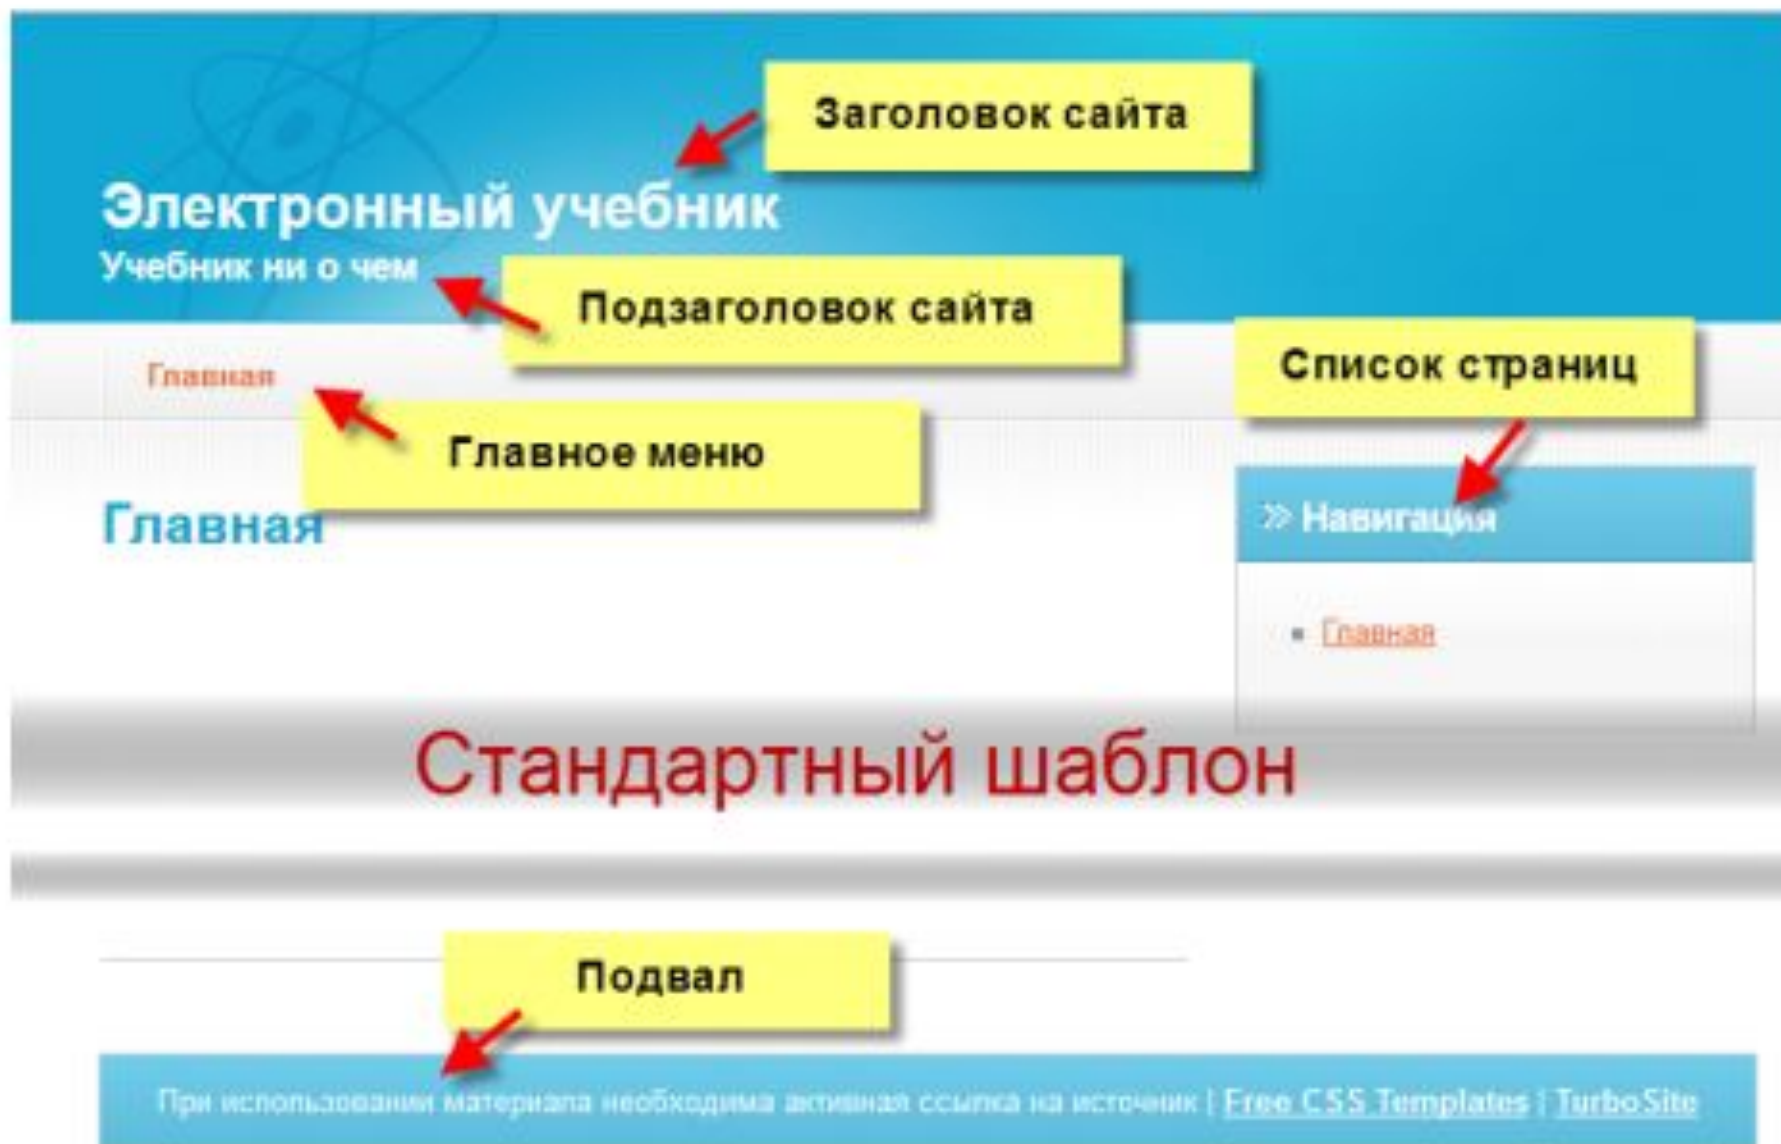 Заголовок сайта
Электронный учебник
Учебник ни о чем
Подзаголовок сайта
Список страниц
Главная
Главное меню
Главная
» Навигация
Главная
Стандартный шаблон
Подвал
При использовании материала необходима активная ссылка на источник | Free CSS Templates | TurboSite